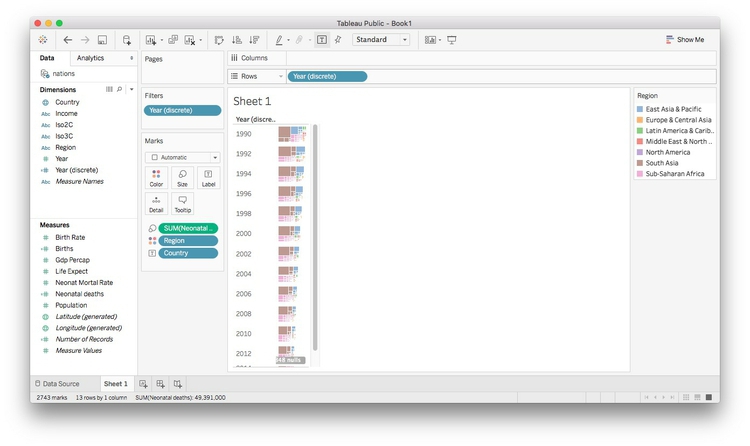 Tableau Public - Book1
Standard
Show Me
Data
Analytics
nations
Dimensions
Country
Income
Iso2C
Iso3C
Region
Year
Year (discrete)
Measure Names
Measures
Birth Rate
Births
Gdp Percap
Life Expect
Neonat Mortal Rate
Neonatal deaths
Population
Latitude (generated)
Longitude (generated)
Number of Records
Measure Values
Pages
Filters
Year (discrete)
Marks
Automatic
Color
Size
Label
Detail
Tooltip
SUM(Neonatal ..
Region
Country
Columns
Rows
Year (discrete)
Sheet 1
Year (discre..
1990
1992
1994
1996
1998
2000
2002
2004
2006
2008
2010
2012
nulls
Region
East Asia & Pacific
Europe & Central Asia
Latin America & Carib..
Middle East & North ..
North America
South Asia
Sub-Saharan Africa
Data Source
Sheet 1
2743 marks
13 rows by 1 column
SUM(Neonatal deaths): 49,391,000